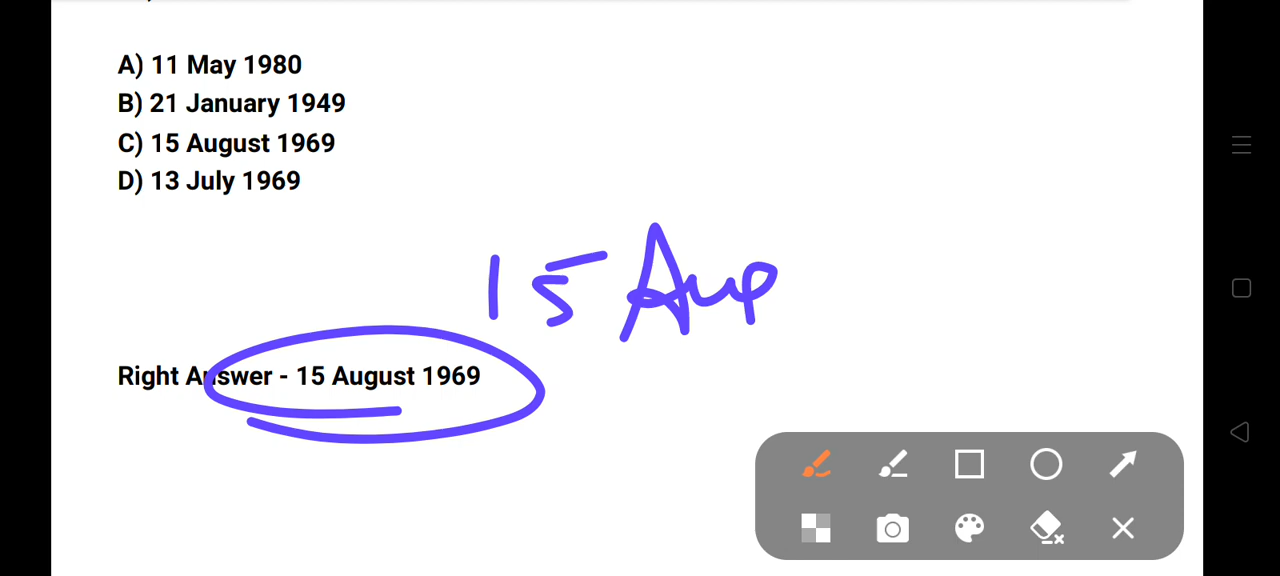 A) 11 May 1980
B) 21 January 1949
C) 15 August 1969
D) 13 July 1969
15 Aug
Right Answer - 15 August 1969